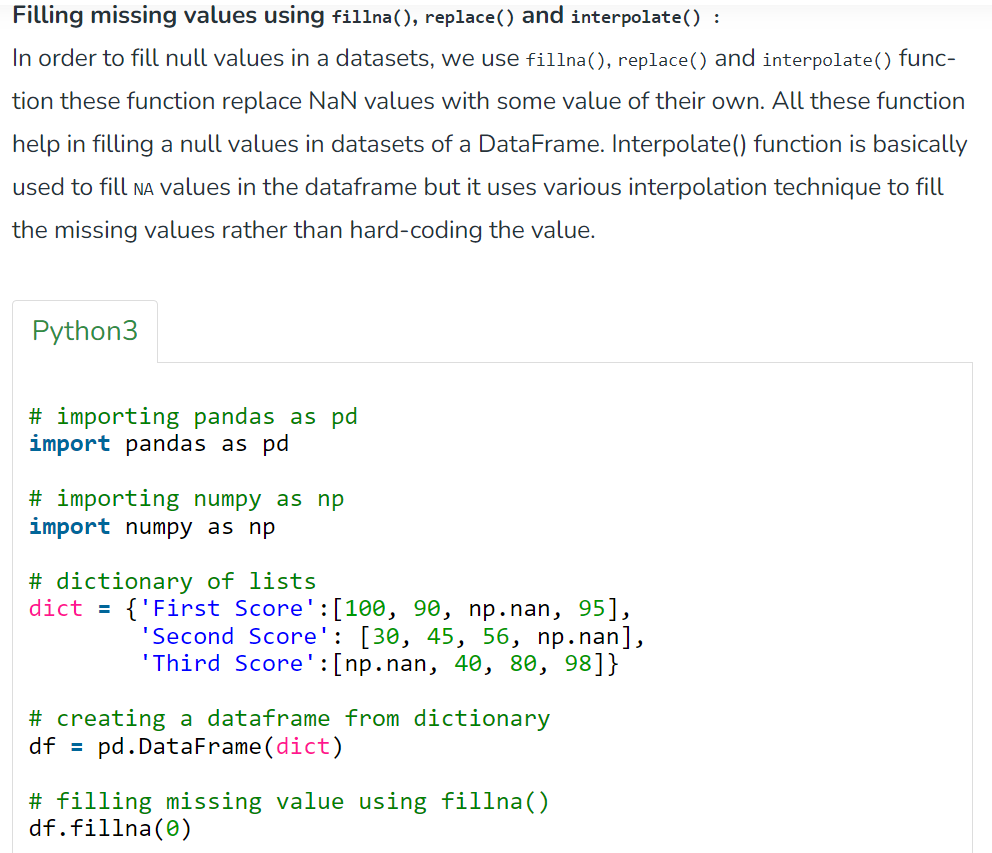 Filling missing values using fillna(), replace() and interpolate() :
In order to fill null values in a datasets, we use fillna(), replace() and interpolate() func-
tion these function replace NaN values with some value of their own. All these function
help in filling a null values in datasets of a DataFrame. Interpolate() function is basically
used to fill NA values in the dataframe but it uses various interpolation technique to fill
the missing values rather than hard-coding the value.
Python3
# importing pandas as pd
import pandas as pd
# importing numpy as np
import numpy as np
# dictionary of lists
dict = {'First Score':[100, 90, np.nan, 95],
'Second Score': [30, 45, 56, np.nan],
'Third Score':[np.nan, 40, 80, 98]}
# creating a dataframe from dictionary
df = pd.DataFrame(dict)
# filling missing value using fillna()
df.fillna(0)